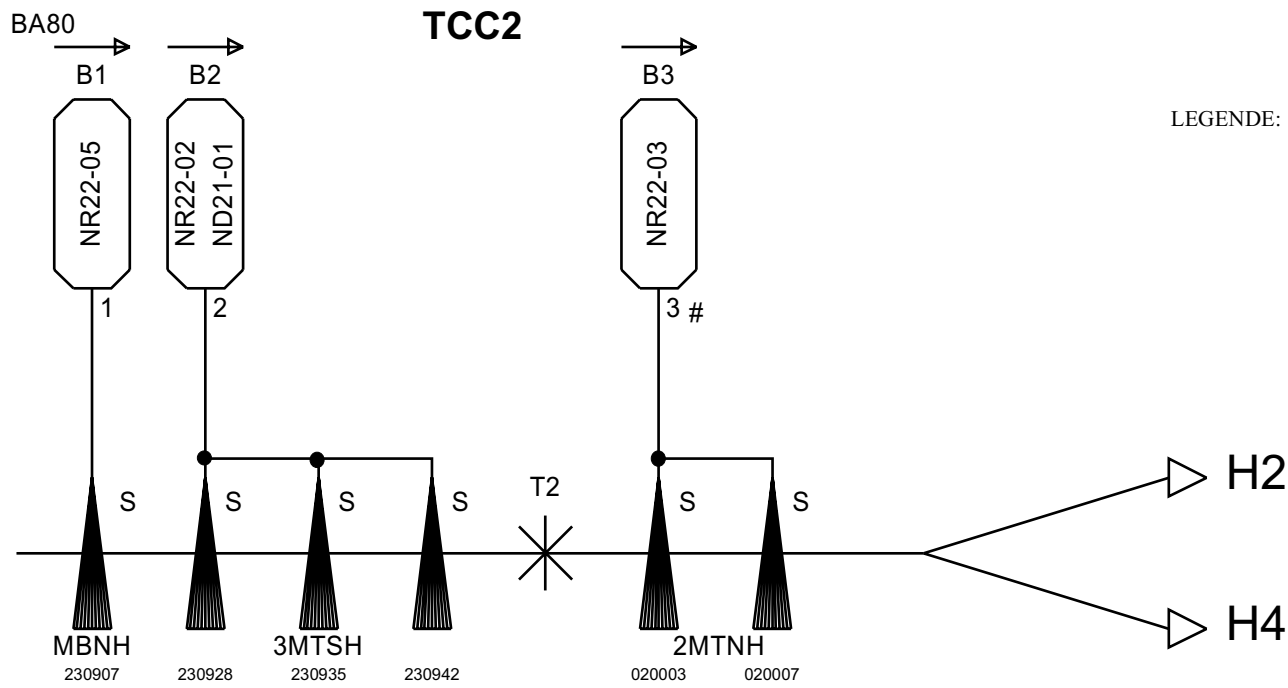 BA80
TCC2
B1 B2 B3
LEGENDE:
NR22-05
NR22-02
ND21-01
NR22-03
1 2 3 #
H2
T2
S S S S S S
H4
MBNH 3MTSH 2MTNH
230907 230928 230935 230942 020003 020007